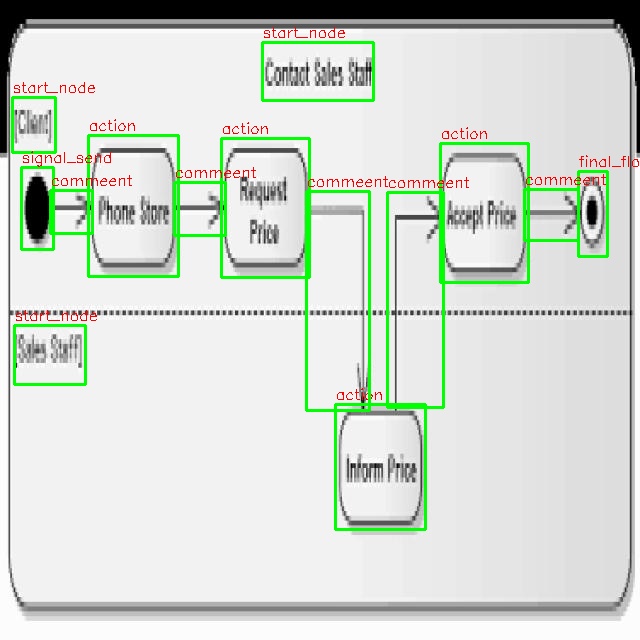 start_node
Contact Sales Staff
start_node
[Client]
action
action
action
signal_send
commeent
commeent
commeent
commeent
commeent
final_flo
Phone Store
Request
Price
Accept Price
start_node
[Sales Staff]
action
Inform Price